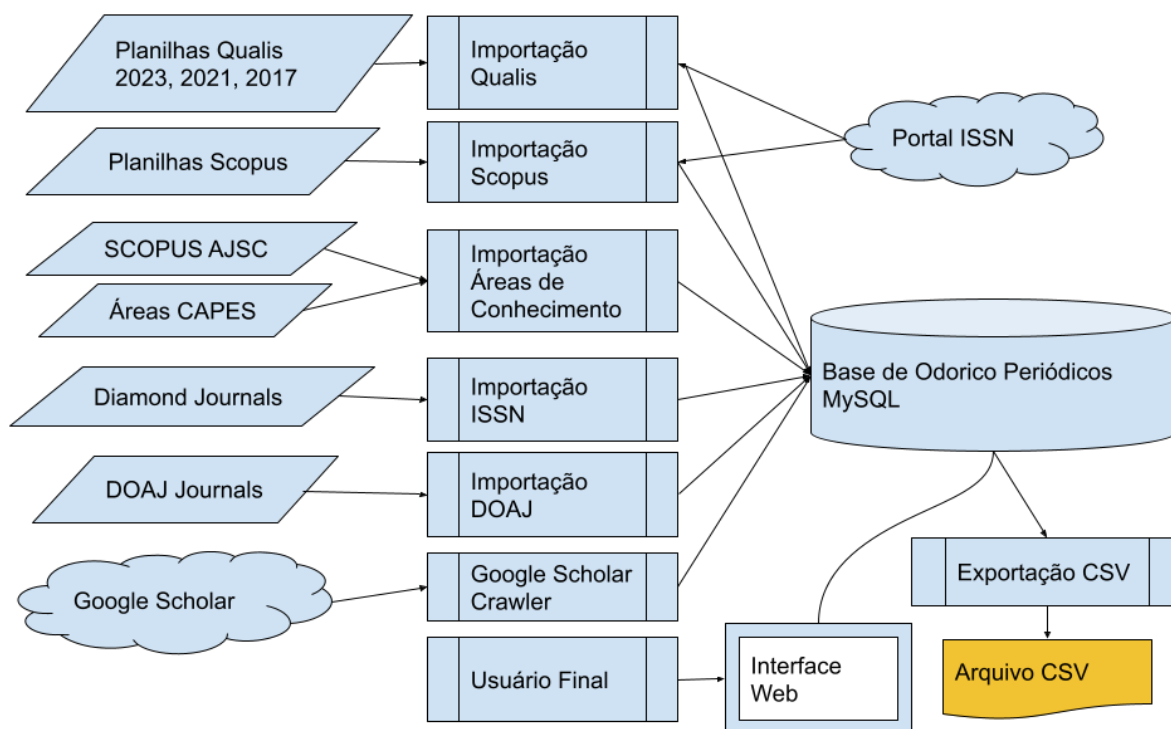 Planilhas Qualis
2023, 2021, 2017
Importação
Qualis
Portal ISSN
Planilhas Scopus
Importação
Scopus
SCOPUS AJSC
Áreas CAPES
Importação
Áreas de
Conhecimento
Diamond Journals
Importação
ISSN
Base de Odorico Periódicos
MySQL
DOAJ Journals
Importação
DOAJ
Google Scholar
Google Scholar
Crawler
Exportação CSV
Usuário Final
Interface
Web
Arquivo CSV